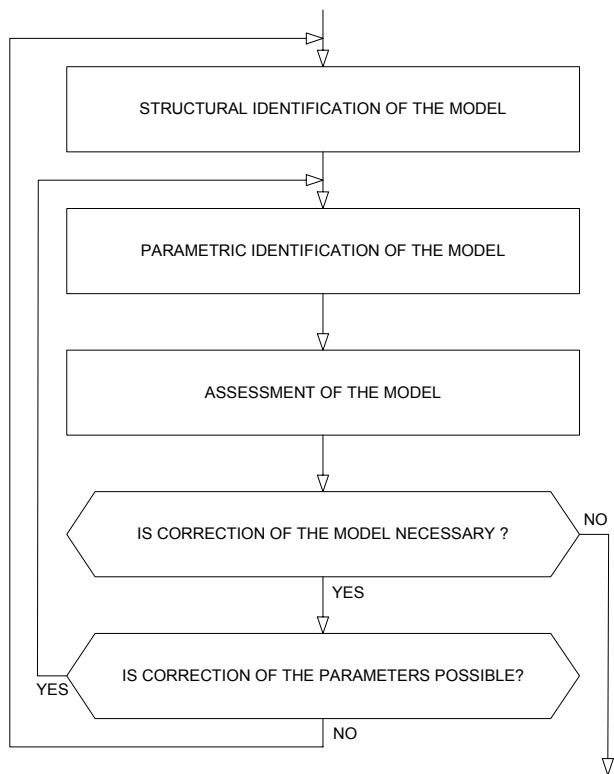 STRUCTURAL IDENTIFICATION OF THE MODEL
PARAMETRIC IDENTIFICATION OF THE MODEL
ASSESSMENT OF THE MODEL
IS CORRECTION OF THE MODEL NECESSARY ?
NO
YES
IS CORRECTION OF THE PARAMETERS POSSIBLE?
YES
NO